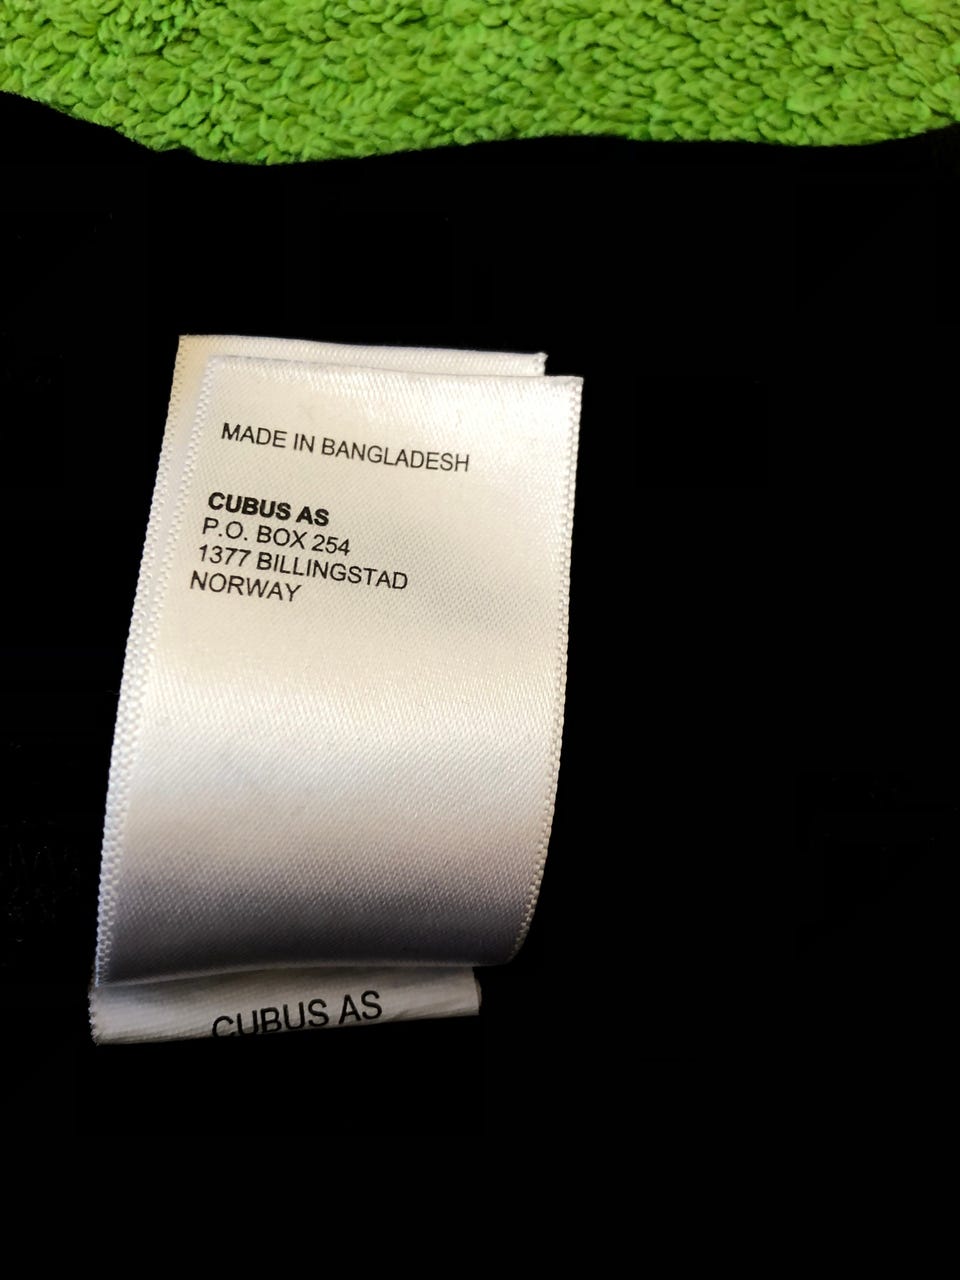 MADE IN BANGLADESH
CUBUS AS
P.O. BOX 254
1377 BILLINGSTAD
NORWAY
CUBUS AS